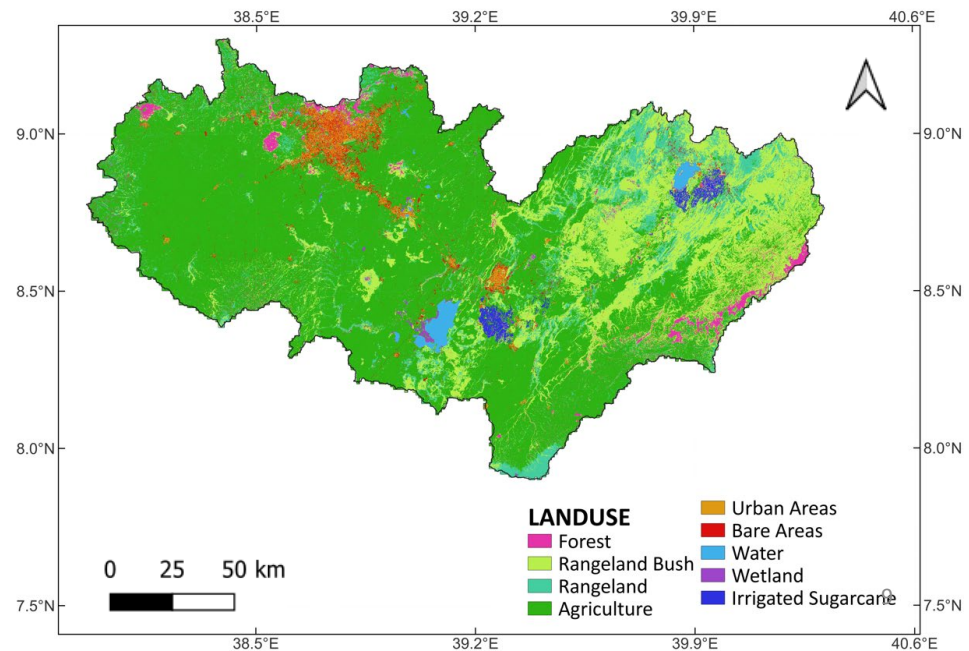 38.5°E 39.2°E 39.9°E 40.6°E
9.0°N 9.0°N
8.5°N 8.5°N
8.0°N 8.0°N
7.5°N 7.5°N
LANDUSE
Forest
Rangeland Bush
Rangeland
Agriculture
Urban Areas
Bare Areas
Water
Wetland
Irrigated Sugarcane
9
0 25 50 km
38.5°E 39.2°E 39.9°E 40.6°E